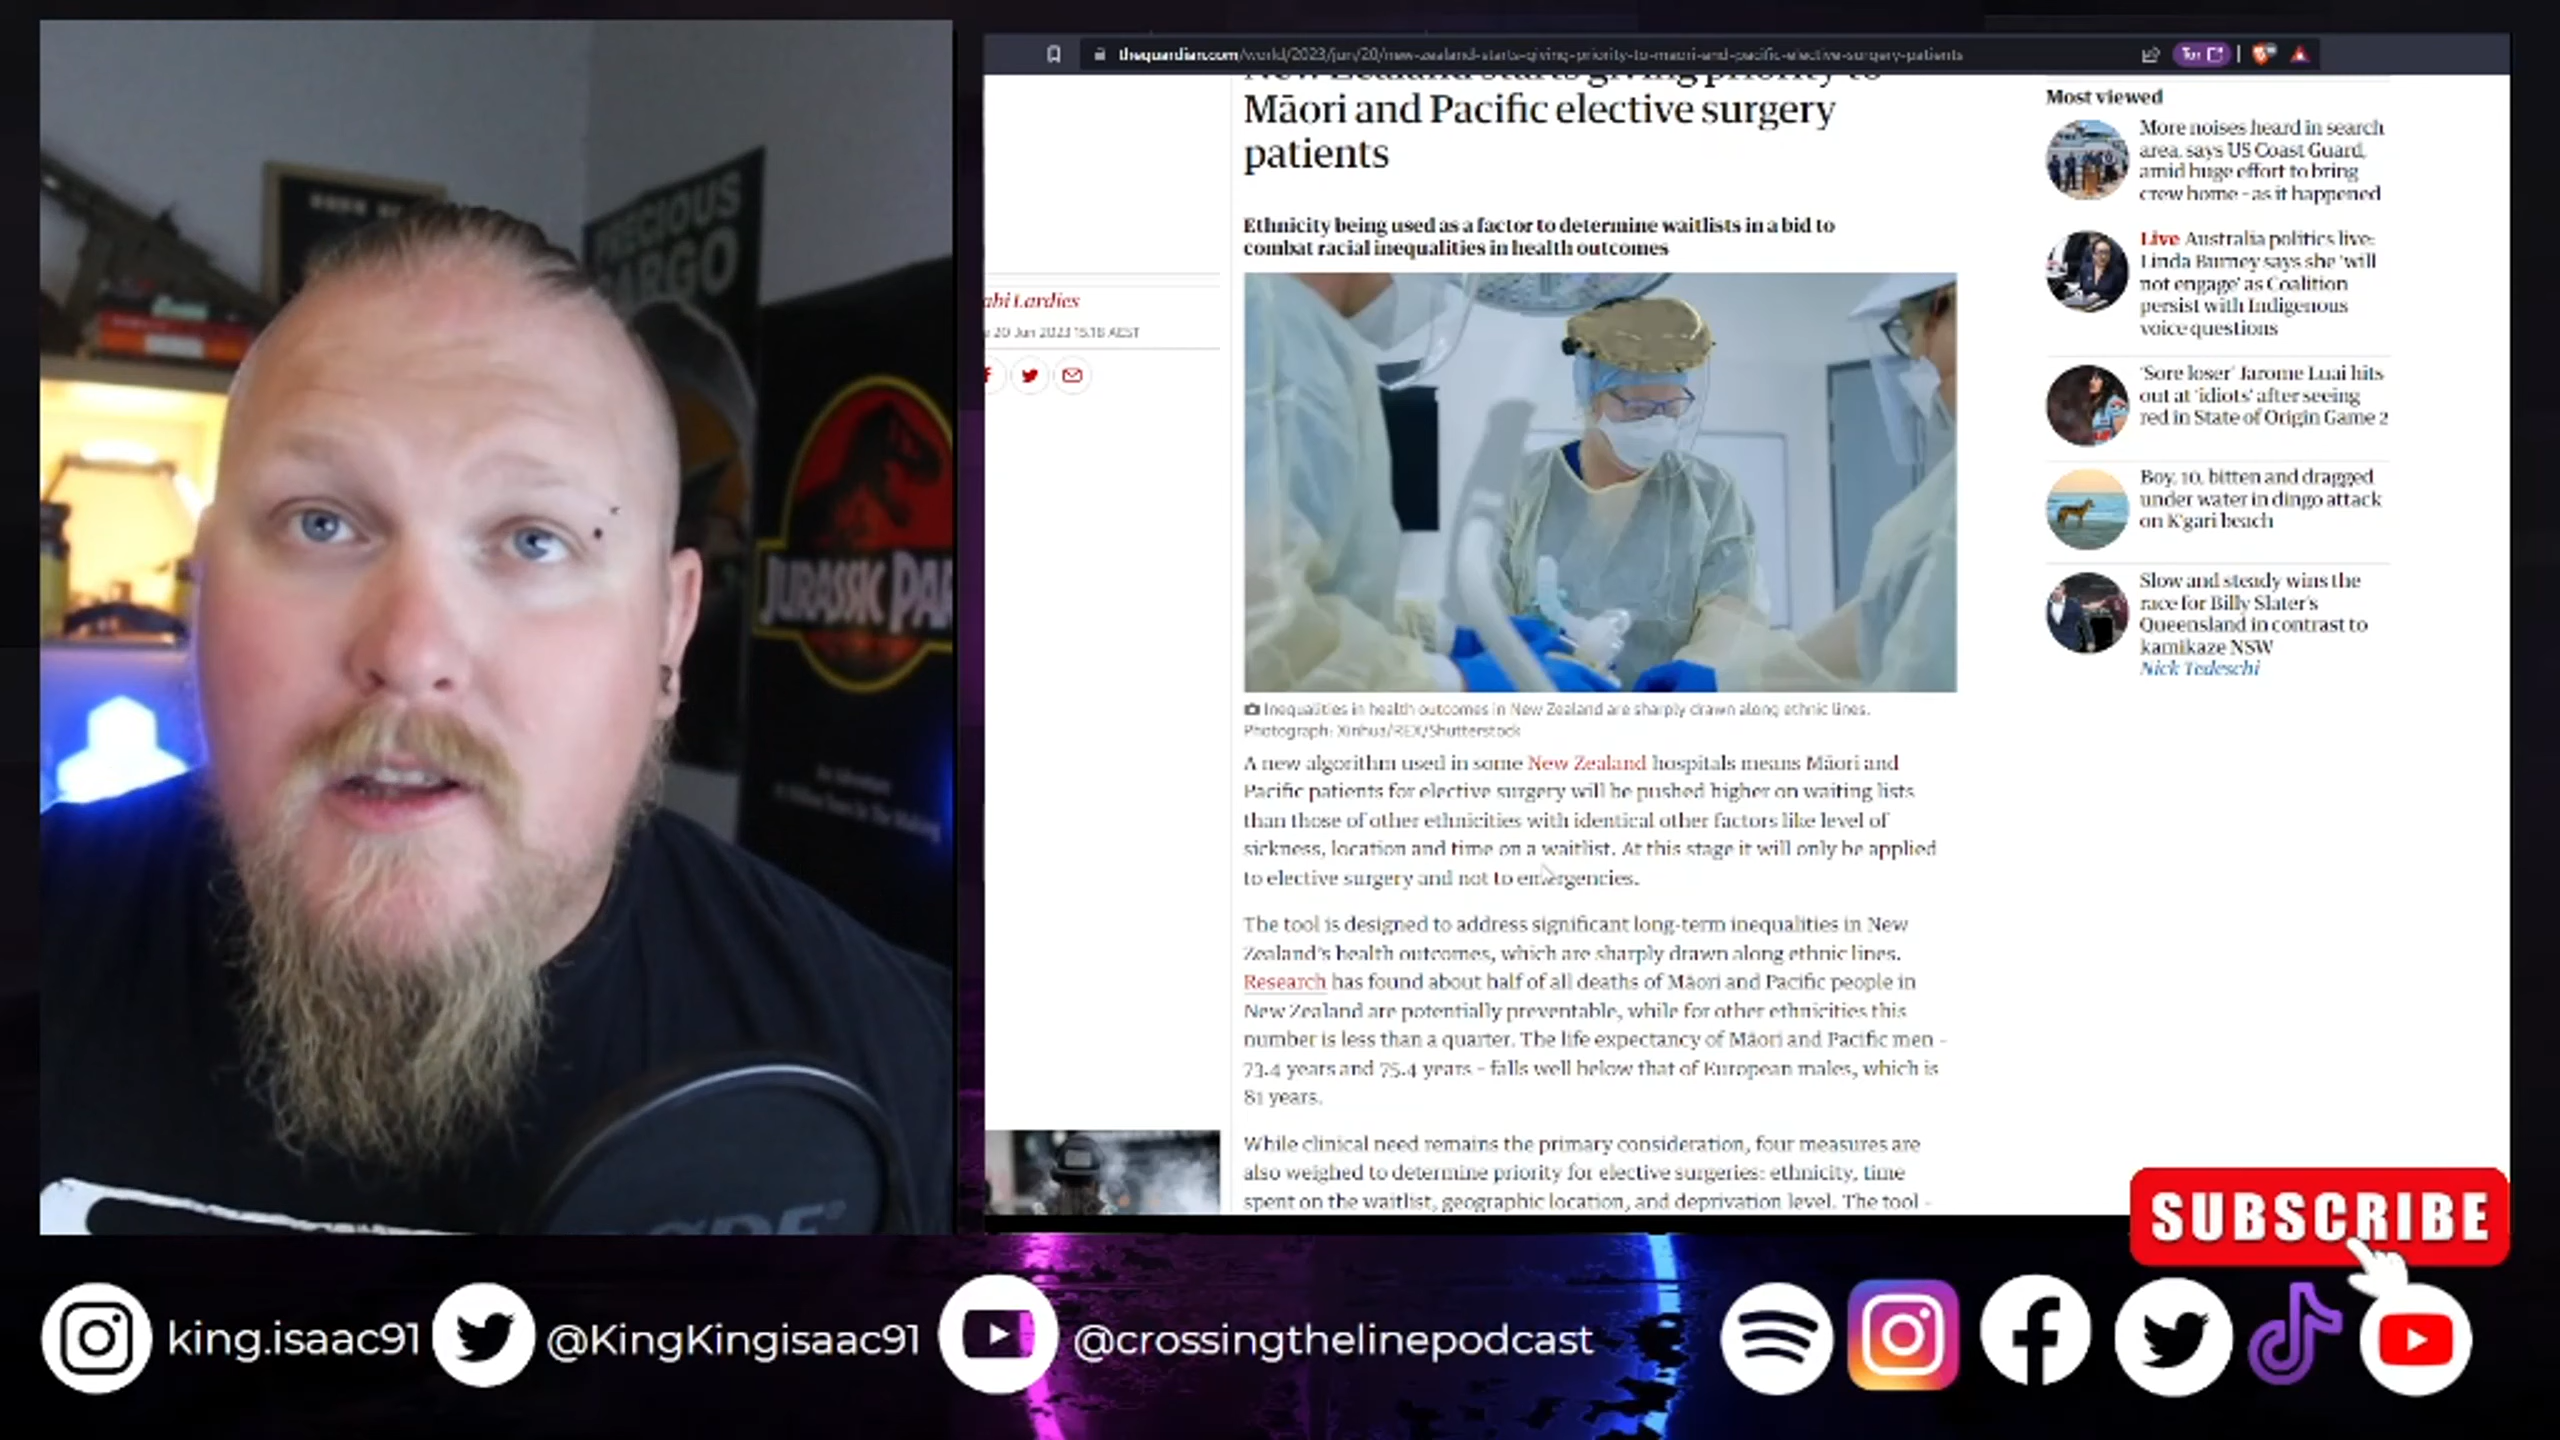 PRECIOUS
CARGO
JURASSIC PAR
theguardian.com/world/2023/jun/20/new-zealand-starts-giving-priority-to-maori-and-pacific-elective-surgery-patients
Tor
New Zealand starts giving priority to
Māori and Pacific elective surgery
patients
Ethnicity being used as a factor to determine waitlists in a bid to
combat racial inequalities in health outcomes
abi Lardies
e 20 Jun 2023 15.18 AEST
Inequalities in health outcomes in New Zealand are sharply drawn along ethnic lines.
Photograph: Xinhua/REX/Shutterstock
A new algorithm used in some New Zealand hospitals means Māori and
Pacific patients for elective surgery will be pushed higher on waiting lists
than those of other ethnicities with identical other factors like level of
sickness, location and time on a waitlist. At this stage it will only be applied
to elective surgery and not to emergencies.
The tool is designed to address significant long-term inequalities in New
Zealand's health outcomes, which are sharply drawn along ethnic lines.
Research has found about half of all deaths of Māori and Pacific people in
New Zealand are potentially preventable, while for other ethnicities this
number is less than a quarter. The life expectancy of Māori and Pacific men –
73.4 years and 75.4 years – falls well below that of European males, which is
81 years.
While clinical need remains the primary consideration, four measures are
also weighed to determine priority for elective surgeries: ethnicity, time
spent on the waitlist, geographic location, and deprivation level. The tool –
Most viewed
More noises heard in search
area, says US Coast Guard,
amid huge effort to bring
crew home – as it happened
Live Australia politics live:
Linda Burney says she 'will
not engage' as Coalition
persist with Indigenous
voice questions
'Sore loser' Jarome Luai hits
out at 'idiots' after seeing
red in State of Origin Game 2
Boy, 10, bitten and dragged
under water in dingo attack
on K'gari beach
Slow and steady wins the
race for Billy Slater's
Queensland in contrast to
kamikaze NSW
Nick Tedeschi
SUBSCRIBE
king.isaac91
@KingKingisaac91
@crossingthelinepodcast